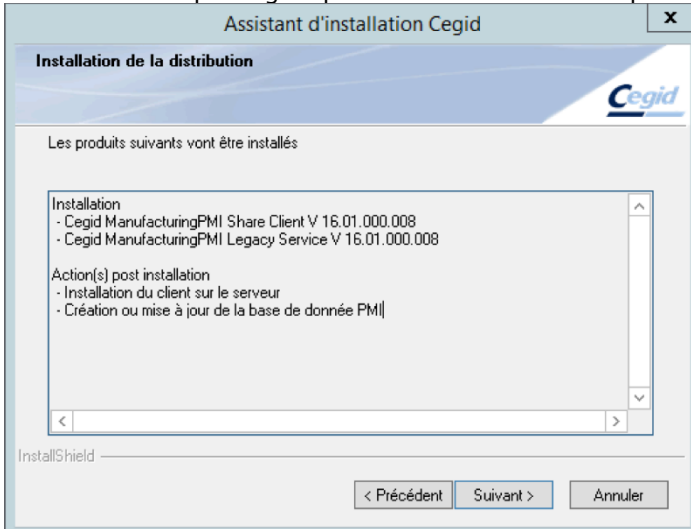 Assistant d'installation Cegid
x
Installation de la distribution
Cegid
Les produits suivants vont être installés
Installation
- Cegid ManufacturingPMI Share Client V 16.01.000.008
- Cegid ManufacturingPMI Legacy Service V 16.01.000.008
Action(s) post installation
- Installation du client sur le serveur
- Création ou mise à jour de la base de donnée PMI
InstallShield
< Précédent
Suivant >
Annuler